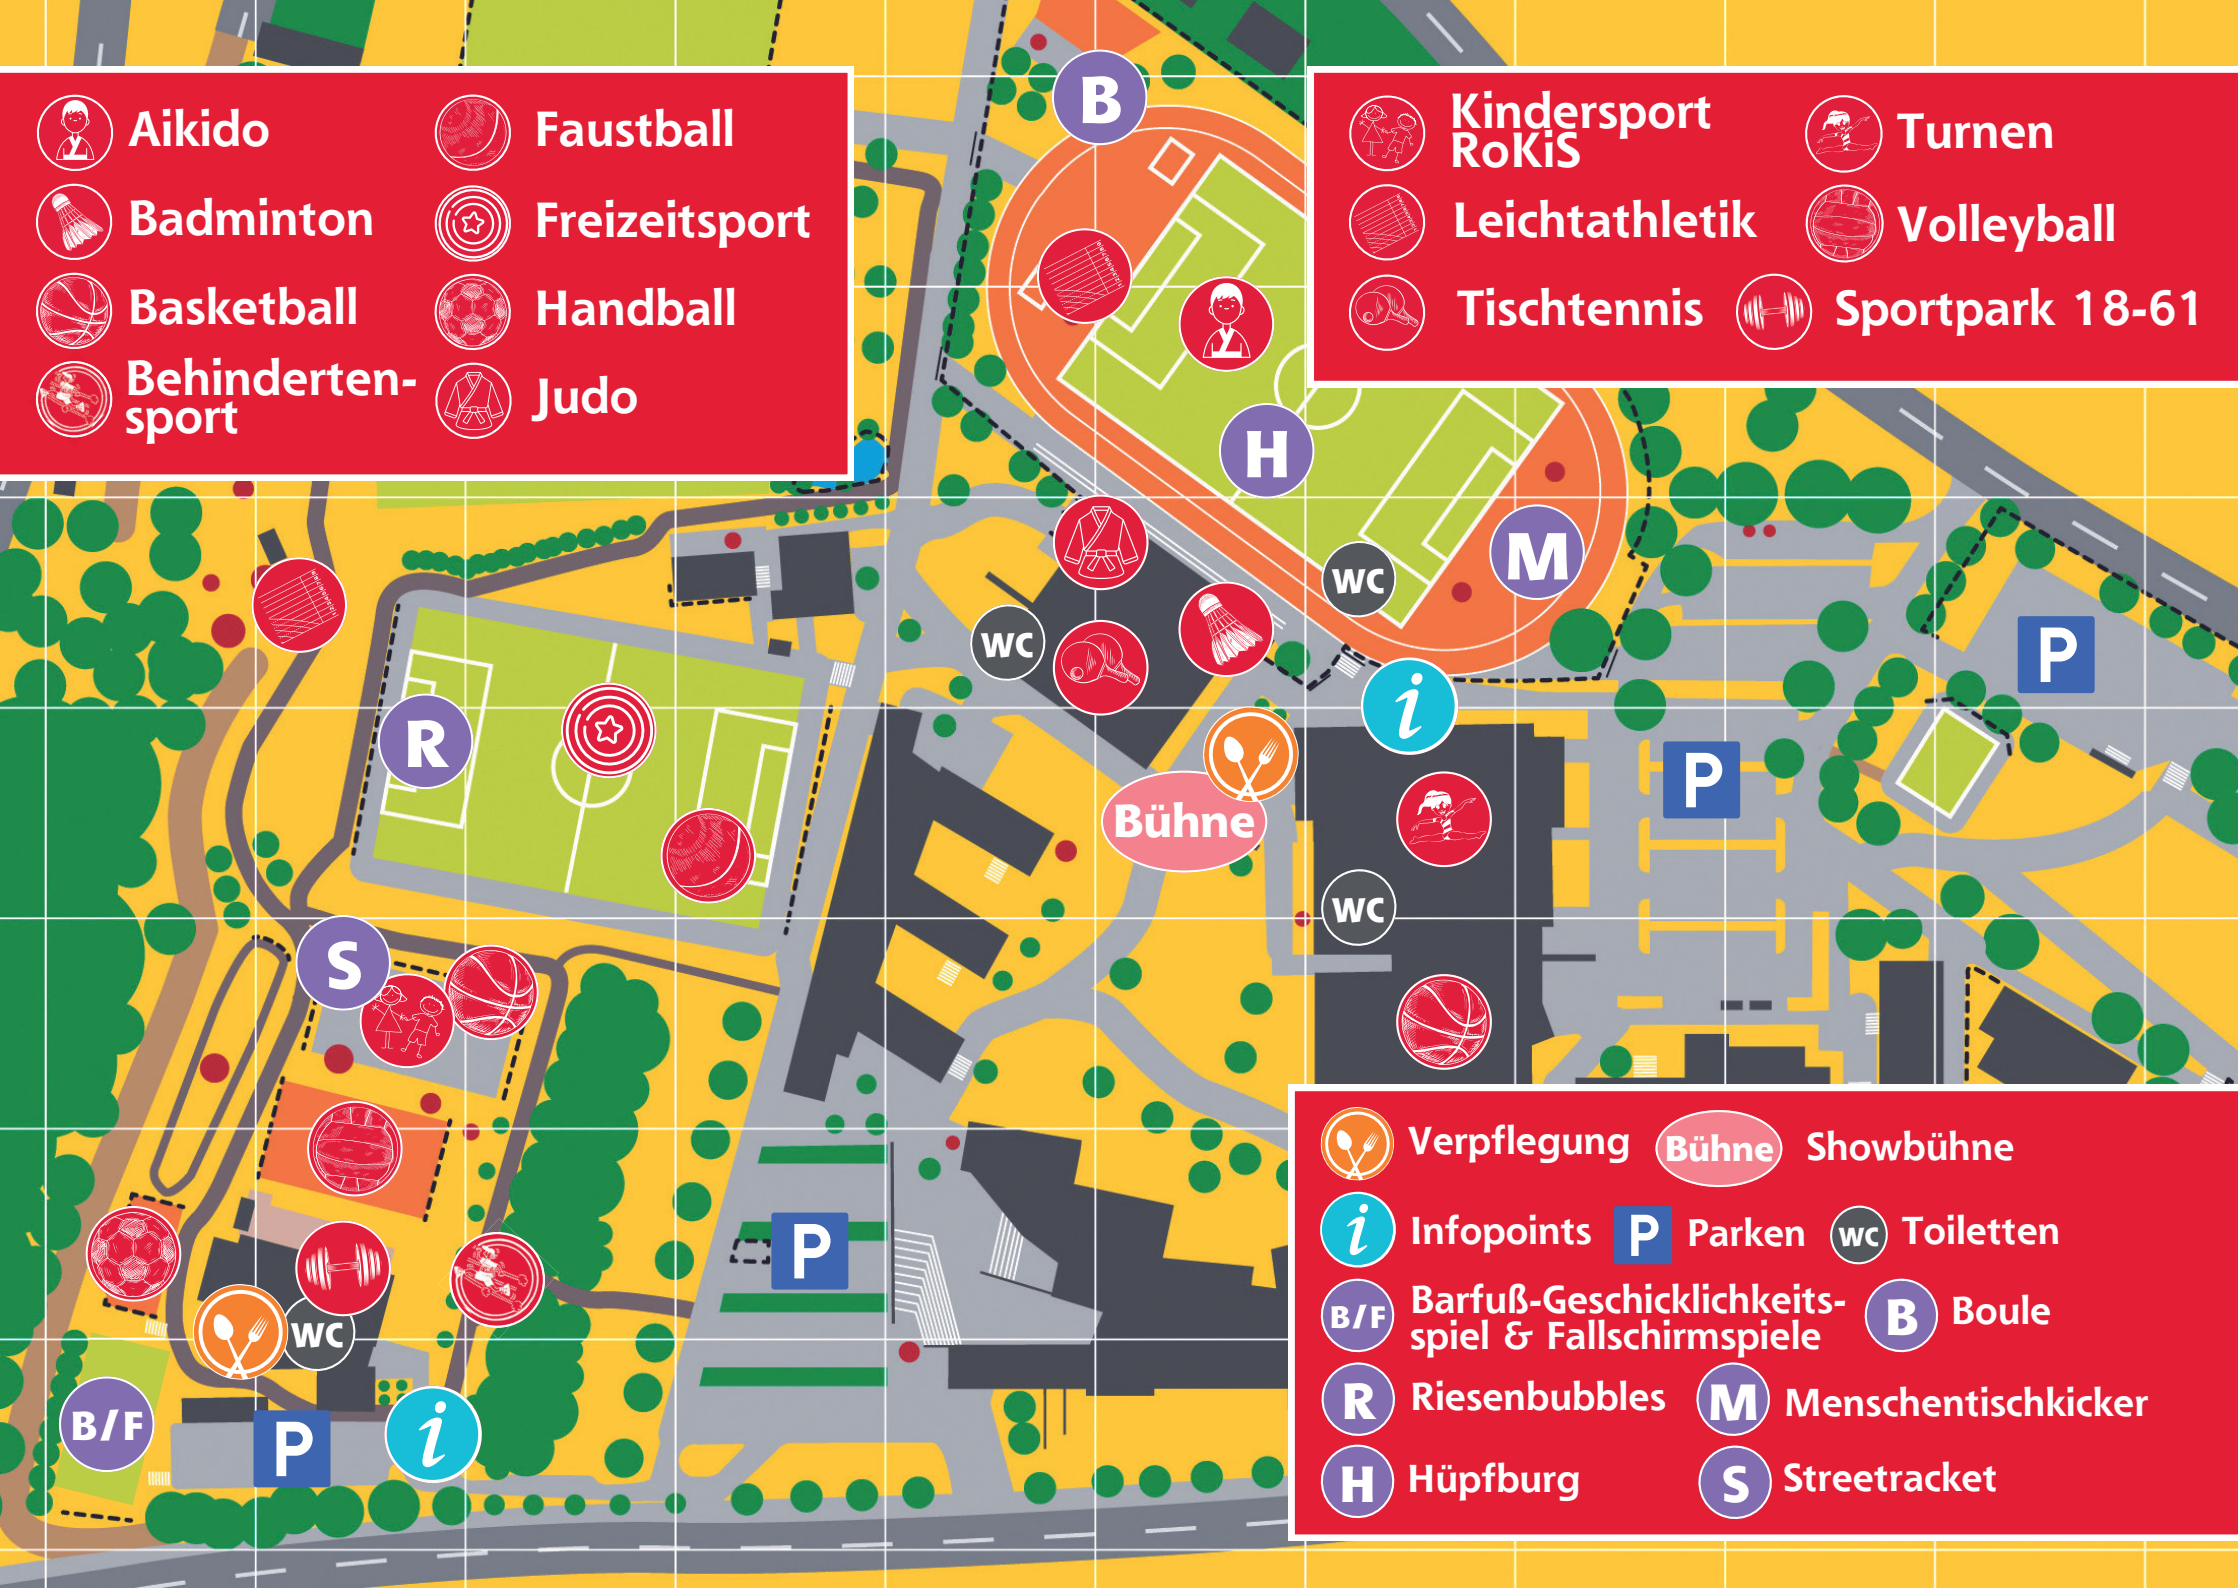 Aikido
Faustball
Badminton
Freizeitsport
Basketball
Handball
Behinderten-
sport
Judo
Kindersport
RoKiS
Turnen
Leichtathletik
Volleyball
Tischtennis
Sportpark 18-61
B
H
M
WC
WC
P
i
R
P
Bühne
WC
S
P
WC
B/F
P
i
Verpflegung
Bühne Showbühne
i Infopoints P Parken WC Toiletten
B/F Barfuß-Geschicklichkeits-
spiel & Fallschirmspiele
B Boule
R Riesenbubbles M Menschentischkicker
H Hüpfburg S Streetracket